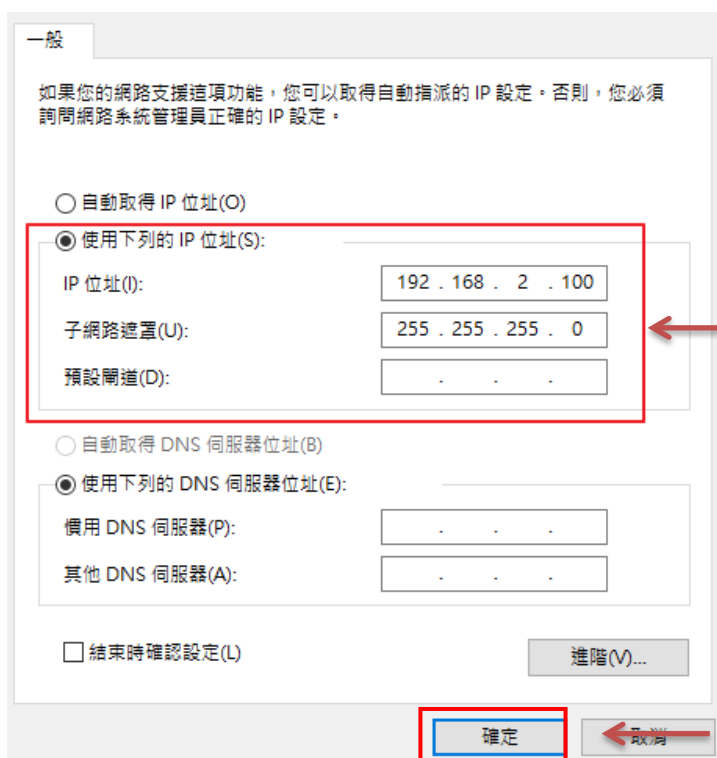 一般
如果您的網路支援這項功能，您可以取得自動指派的 IP 設定。否則，您必須
詢問網路系統管理員正確的 IP 設定。
自動取得 IP 位址(O)
使用下列的 IP 位址(S):
IP 位址(I): 192 . 168 . 2 . 100
子網路遮罩(U): 255 . 255 . 255 . 0
預設閘道(D): . . .
自動取得 DNS 伺服器位址(B)
使用下列的 DNS 伺服器位址(E):
慣用 DNS 伺服器(P): . . .
其他 DNS 伺服器(A): . . .
結束時確認設定(L)
進階(V)...
確定 取消